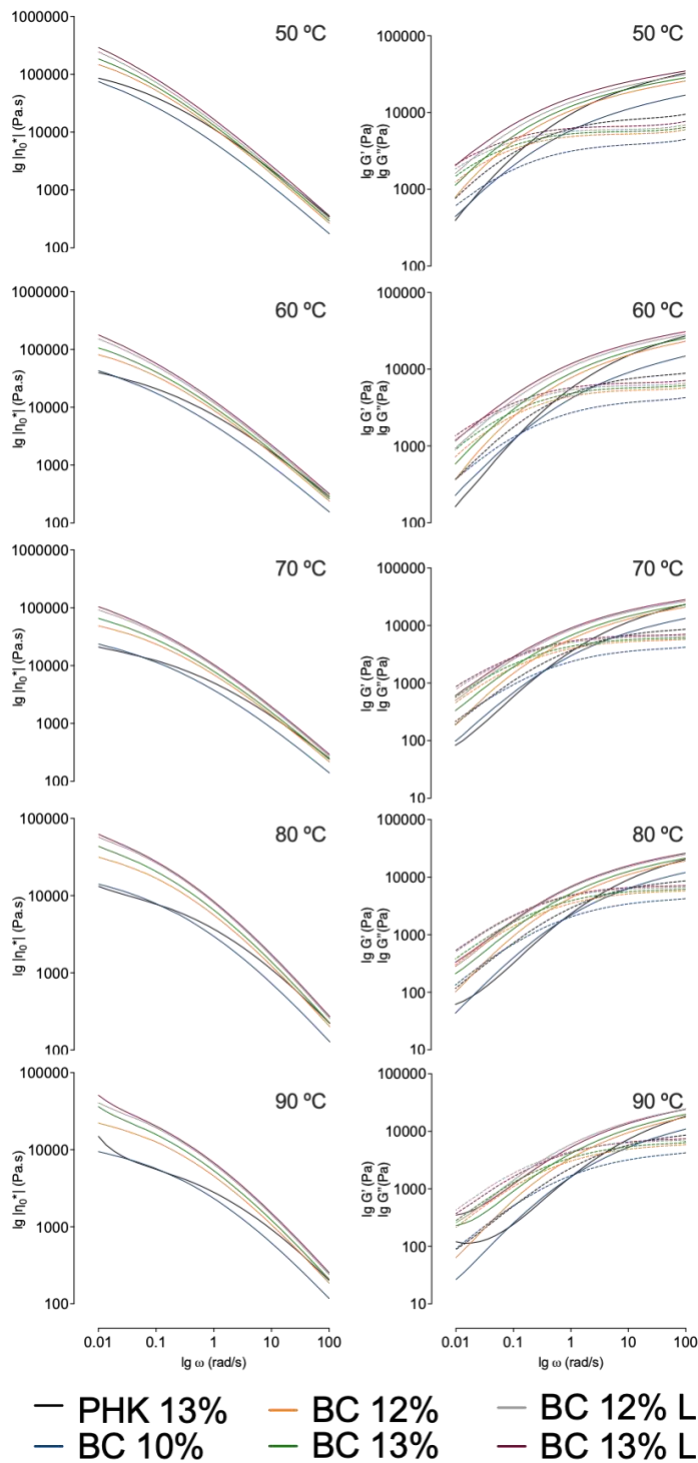 50 ºC
lg |η₀*| (Pa.s)
1000000
100000
10000
1000
100
50 ºC
lg G' (Pa)
lg G"(Pa)
100000
10000
1000
100
60 ºC
lg |η₀*| (Pa.s)
1000000
100000
10000
1000
100
60 ºC
lg G' (Pa)
lg G"(Pa)
100000
10000
1000
100
70 ºC
lg |η₀*| (Pa.s)
1000000
100000
10000
1000
100
70 ºC
lg G' (Pa)
lg G"(Pa)
100000
10000
1000
100
10
80 ºC
lg |η₀*| (Pa.s)
100000
10000
1000
100
80 ºC
lg G' (Pa)
lg G"(Pa)
100000
10000
1000
100
10
90 ºC
lg |η₀*| (Pa.s)
100000
10000
1000
100
0.01 0.1 1 10 100
lg ω (rad/s)
90 ºC
lg G' (Pa)
lg G"(Pa)
100000
10000
1000
100
10
0.01 0.1 1 10 100
lg ω (rad/s)
PHK 13% BC 12% BC 12% L
BC 10% BC 13% BC 13% L